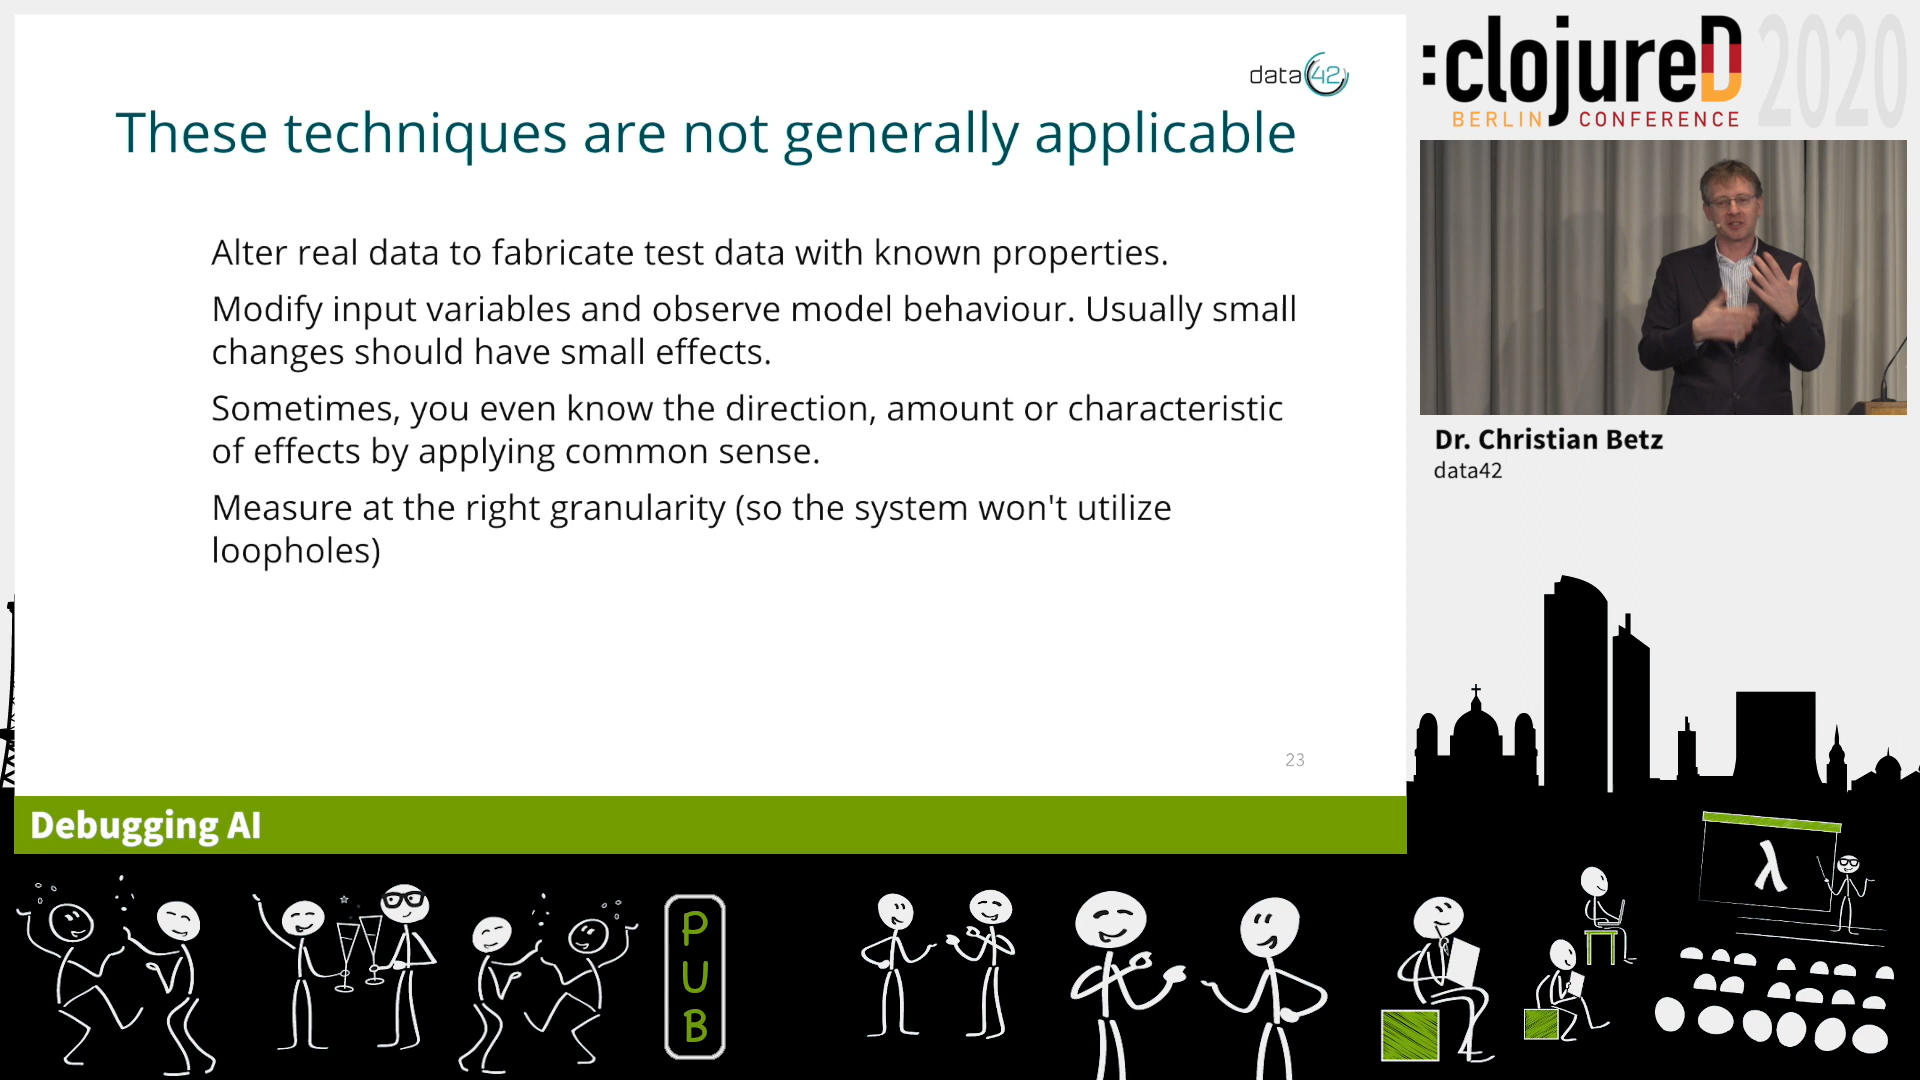 data 42
These techniques are not generally applicable
Alter real data to fabricate test data with known properties.
Modify input variables and observe model behaviour. Usually small
changes should have small effects.
Sometimes, you even know the direction, amount or characteristic
of effects by applying common sense.
Measure at the right granularity (so the system won't utilize
loopholes)
23
Debugging AI
:clojureD 2020
BERLIN CONFERENCE
Dr. Christian Betz
data42
PUB
λ